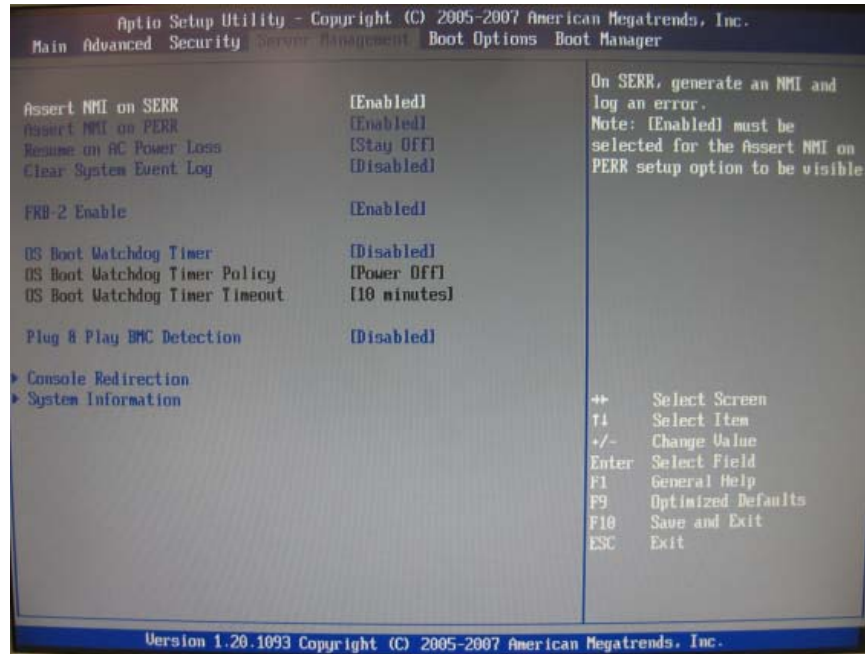 Aptio Setup Utility - Copyright (C) 2005-2007 American Megatrends, Inc.
Main Advanced Security Server Management Boot Options Boot Manager
Assert NMI on SERR [Enabled]
Assert NMI on PERR [Enabled]
Resume on AC Power Loss [Stay Off]
Clear System Event Log [Disabled]
FRB-2 Enable [Enabled]
OS Boot Watchdog Timer [Disabled]
OS Boot Watchdog Timer Policy [Power Off]
OS Boot Watchdog Timer Timeout [10 minutes]
Plug & Play BMC Detection [Disabled]
Console Redirection
System Information
On SERR, generate an NMI and
log an error.
Note: [Enabled] must be
selected for the Assert NMI on
PERR setup option to be visible
→← Select Screen
↑↓ Select Item
+/- Change Value
Enter Select Field
F1 General Help
F9 Optimized Defaults
F10 Save and Exit
ESC Exit
Version 1.20.1093 Copyright (C) 2005-2007 American Megatrends, Inc.